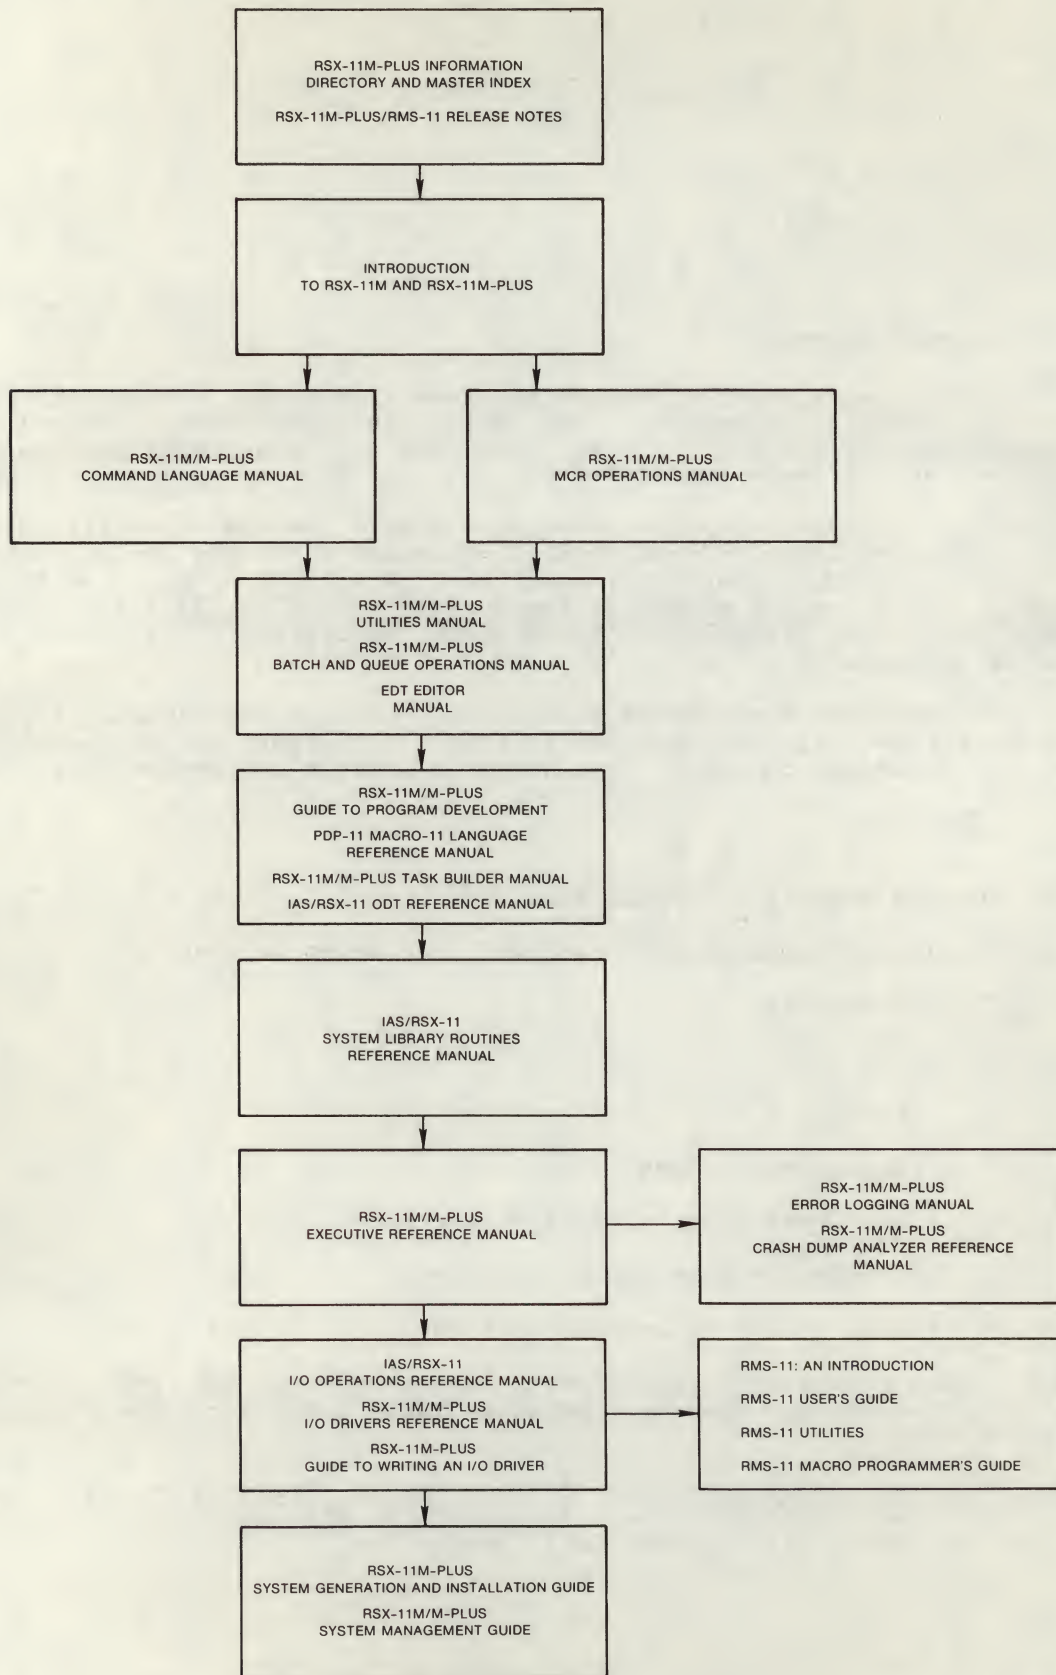 RSX-11M-PLUS INFORMATION
DIRECTORY AND MASTER INDEX
RSX-11M-PLUS/RMS-11 RELEASE NOTES
INTRODUCTION
TO RSX-11M AND RSX-11M-PLUS
RSX-11M/M-PLUS
COMMAND LANGUAGE MANUAL
RSX-11M/M-PLUS
MCR OPERATIONS MANUAL
RSX-11M/M-PLUS
UTILITIES MANUAL
RSX-11M/M-PLUS
BATCH AND QUEUE OPERATIONS MANUAL
EDT EDITOR
MANUAL
RSX-11M/M-PLUS
GUIDE TO PROGRAM DEVELOPMENT
PDP-11 MACRO-11 LANGUAGE
REFERENCE MANUAL
RSX-11M/M-PLUS TASK BUILDER MANUAL
IAS/RSX-11 ODT REFERENCE MANUAL
IAS/RSX-11
SYSTEM LIBRARY ROUTINES
REFERENCE MANUAL
RSX-11M/M-PLUS
EXECUTIVE REFERENCE MANUAL
RSX-11M/M-PLUS
ERROR LOGGING MANUAL
RSX-11M/M-PLUS
CRASH DUMP ANALYZER REFERENCE
MANUAL
IAS/RSX-11
I/O OPERATIONS REFERENCE MANUAL
RSX-11M/M-PLUS
I/O DRIVERS REFERENCE MANUAL
RSX-11M-PLUS
GUIDE TO WRITING AN I/O DRIVER
RMS-11: AN INTRODUCTION
RMS-11 USER'S GUIDE
RMS-11 UTILITIES
RMS-11 MACRO PROGRAMMER'S GUIDE
RSX-11M-PLUS
SYSTEM GENERATION AND INSTALLATION GUIDE
RSX-11M/M-PLUS
SYSTEM MANAGEMENT GUIDE